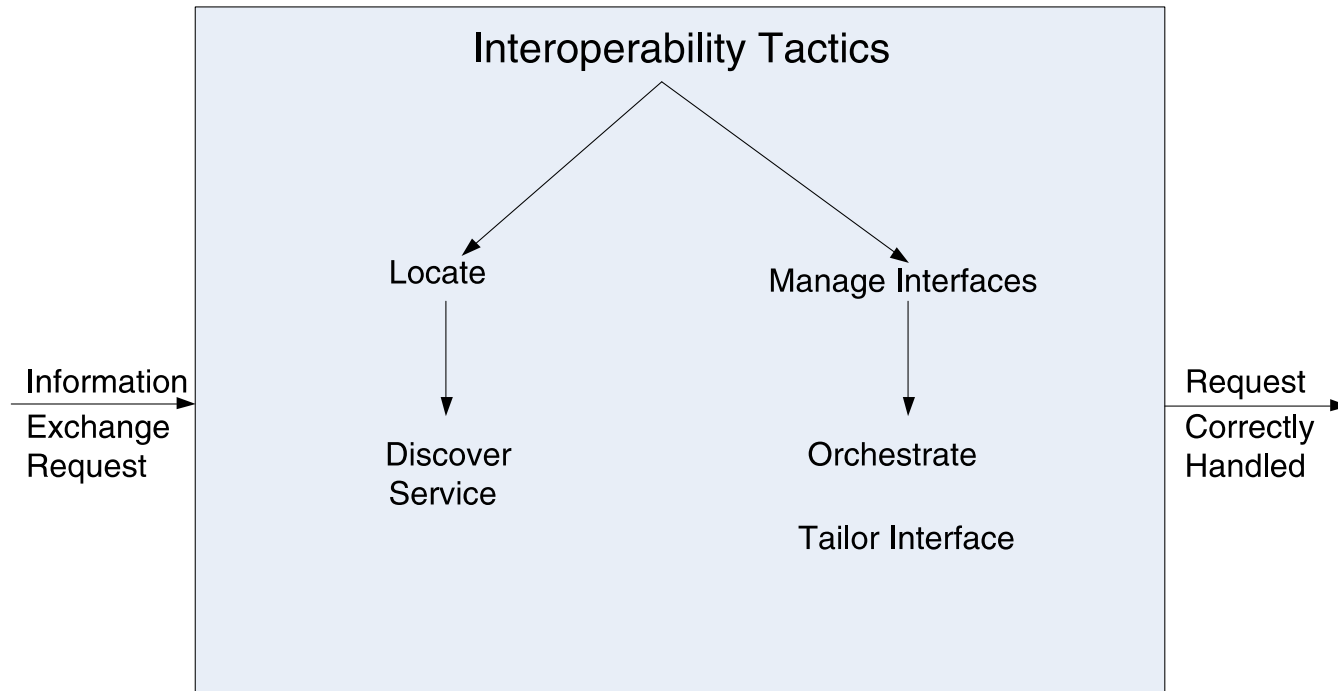 Interoperability Tactics
Locate
Manage Interfaces
Information
Exchange
Request
Discover
Service
Orchestrate
Tailor Interface
Request
Correctly
Handled